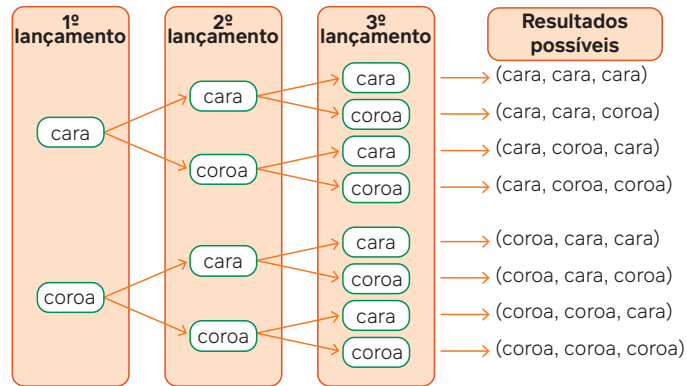 1º
lançamento
2º
lançamento
3º
lançamento
Resultados
possíveis
cara
coroa
cara
coroa
cara
coroa
cara
coroa
cara
coroa
cara
coroa
cara
coroa
(cara, cara, cara)
(cara, cara, coroa)
(cara, coroa, cara)
(cara, coroa, coroa)
(coroa, cara, cara)
(coroa, cara, coroa)
(coroa, coroa, cara)
(coroa, coroa, coroa)